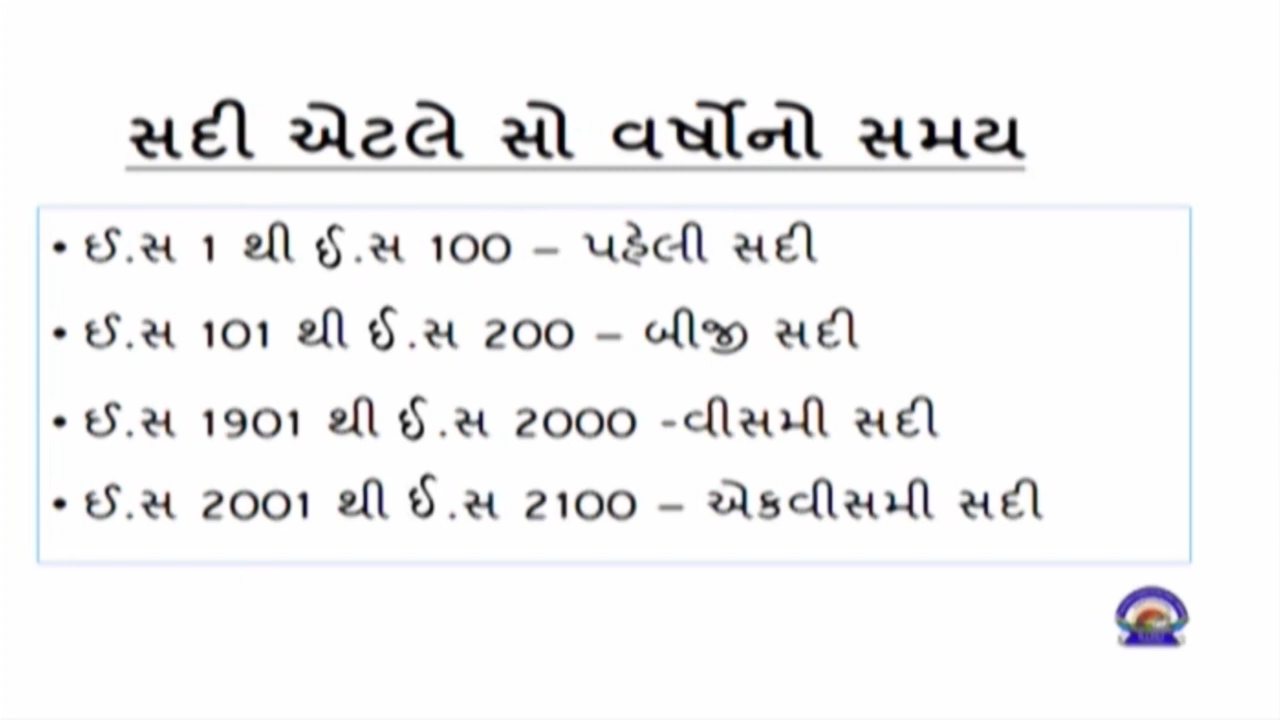 સદી એટલે સો વર્ષોનો સમય
• ઈ.સ 1 થી ઈ.સ 100 – પહેલી સદી
• ઈ.સ 101 થી ઈ.સ 200 – બીજી સદી
• ઈ.સ 1901 થી ઈ.સ 2000 -વીસમી સદી
• ઈ.સ 2001 થી ઈ.સ 2100 – એકવીસમી સદી